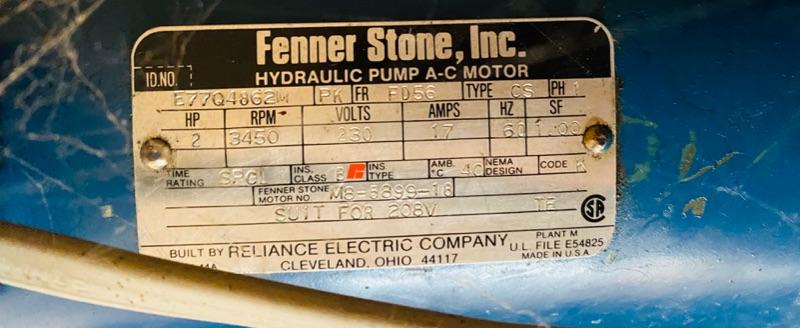 Fenner Stone, Inc.
HYDRAULIC PUMP A-C MOTOR
ID.NO. E77Q4862M PK FR FD56 TYPE CS PH 1
HP RPM VOLTS AMPS HZ SF
2 3450 230 17 60 1.00
TIME RATING SPCL INS. CLASS B INS TYPE AMB. °C 40 NEMA DESIGN CODE K
FENNER STONE MOTOR NO. M8-5899-18
SUIT FOR 208V TE
BUILT BY RELIANCE ELECTRIC COMPANY
CLEVELAND, OHIO 44117
PLANT M
U.L. FILE E54825
MADE IN U.S.A